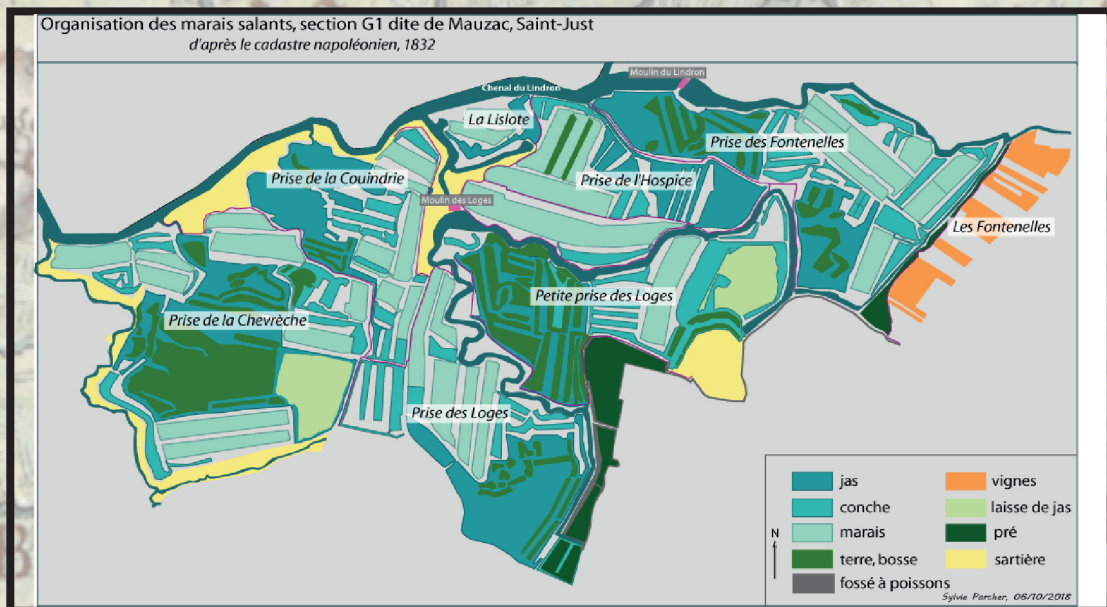 Organisation des marais salants, section G1 dite de Mauzac, Saint-Just
d'après le cadastre napoléonien, 1832
Moulin du Lindron
Chenal du Lindron
La Lislote
Prise des Fontenelles
Prise de la Couindrie
Prise de l'Hospice
Moulin des Loges
Les Fontenelles
Petite prise des Loges
Prise de la Chevrèche
Prise des Loges
jas
conche
marais
terre, bosse
fossé à poissons
vignes
laisse de jas
pré
sartière
N
Sylvie Porcher, 06/10/2018